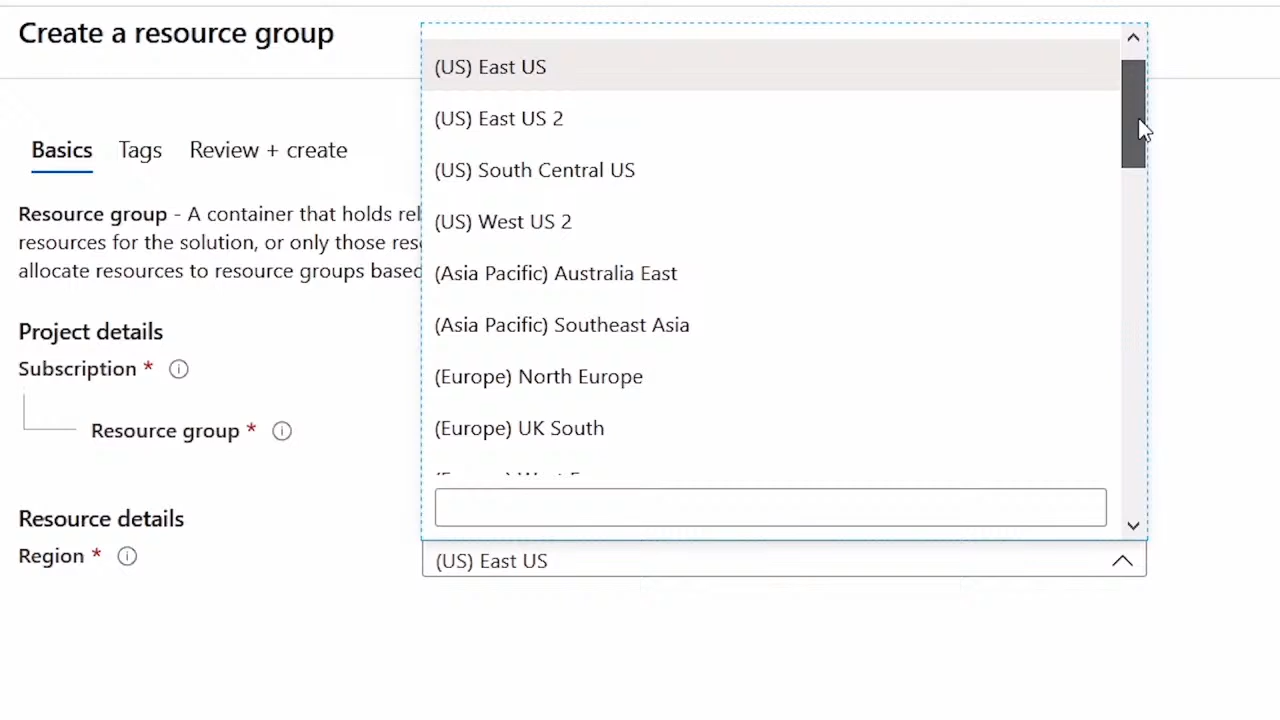 Create a resource group
(US) East US
(US) East US 2
Basics Tags Review + create
(US) South Central US
Resource group - A container that holds
resources for the solution, or only those
allocate resources to resource groups
(US) West US 2
(Asia Pacific) Australia East
(Asia Pacific) Southeast Asia
Project details
Subscription *
(Europe) North Europe
(Europe) UK South
Resource group *
Resource details
Region *
(US) East US